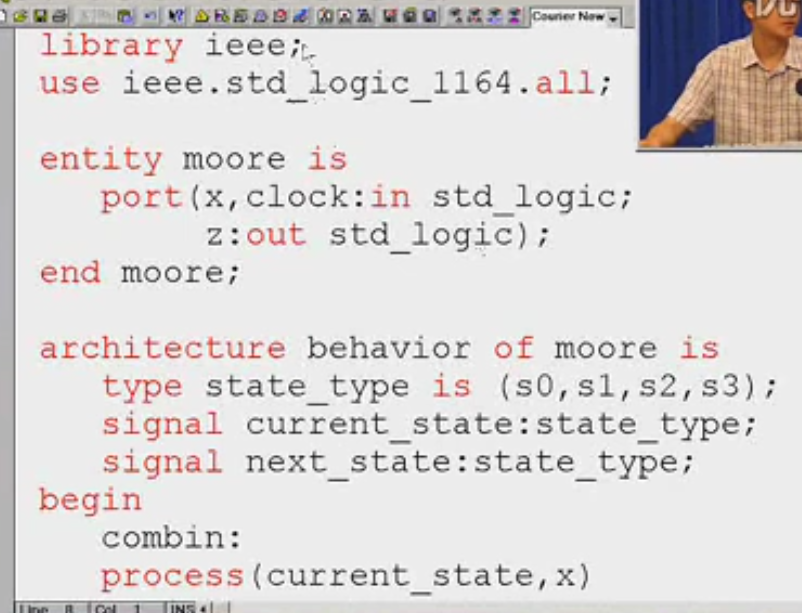 Courier New
library ieee;
use ieee.std_logic_1164.all;
entity moore is
port(x,clock:in std_logic;
z:out std_logic);
end moore;
architecture behavior of moore is
type state_type is (s0,s1,s2,s3);
signal current_state:state_type;
signal next_state:state_type;
begin
combin:
process(current_state,x)
Line 8 Col 1 INS